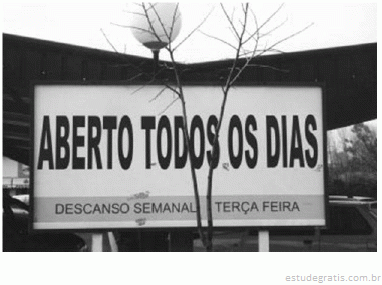 ABERTO TODOS OS DIAS
DESCANSO SEMANAL TERÇA FEIRA
estudegratis.com.br